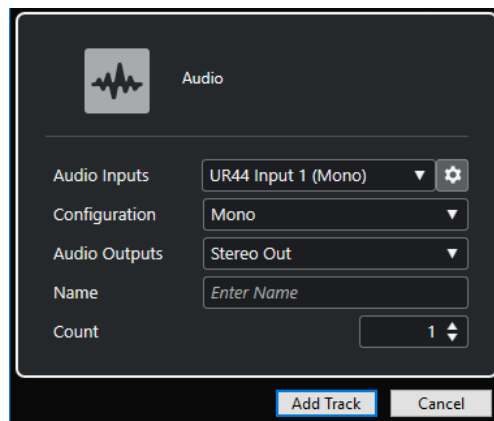 Audio
Audio Inputs UR44 Input 1 (Mono)
Configuration Mono
Audio Outputs Stereo Out
Name Enter Name
Count 1
Add Track Cancel